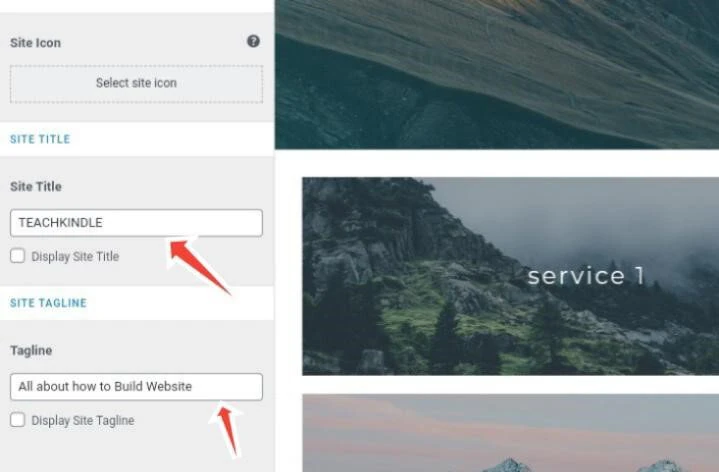 Site Icon
Select site icon
SITE TITLE
Site Title
TEACHKINDLE
Display Site Title
SITE TAGLINE
Tagline
All about how to Build Website
Display Site Tagline
service 1